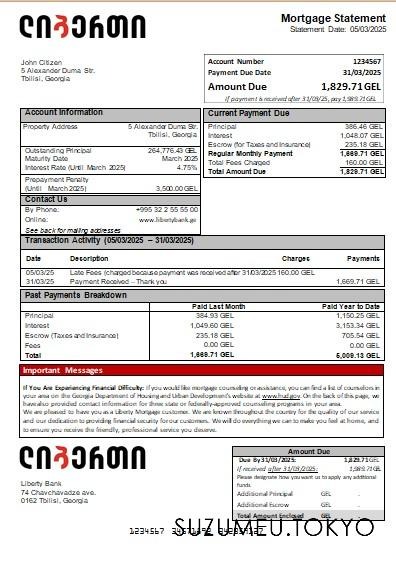 ლიბერთი
Mortgage Statement
Statement Date: 05/03/2025
John Citizen
5 Alexander Duma Str.
Tbilisi, Georgia
Account Number 1234567
Payment Due Date 31/03/2025
Amount Due 1,829.71 GEL
if payment is received after 31/03/25, pay 1,989.71GEL
Account Information
Property Address 5 Alexander Duma Str.
Tbilisi, Georgia
Outstanding Principal 264,776.43 GEL
Maturity Date March 2025
Interest Rate (Until March 2025) 4.75%
Prepayment Penalty
(Until March 2025) 3,500.00 GEL
Contact Us
By Phone: +995 32 2 55 55 00
Online: www.libertybank.ge
See back for mailing addresses
Current Payment Due
Principal 386.46 GEL
Interest 1,048.07 GEL
Escrow (for Taxes and Insurance) 235.18 GEL
Regular Monthly Payment 1,669.71 GEL
Total Fees Charged 160.00 GEL
Total Amount Due 1,829.71 GEL
Transaction Activity (05/03/2025 – 31/03/2025)
Date Description Charges Payments
05/03/25 Late Fees (charged because payment was received after 31/03/2025 160.00 GEL
31/03/25 Payment Received – Thank you 1,669.71 GEL
Past Payments Breakdown
Paid Last Month Paid Year to Date
Principal 384.93 GEL 1,150.25 GEL
Interest 1,049.60 GEL 3,153.34 GEL
Escrow (Taxes and Insurance) 235.18 GEL 705.54 GEL
Fees 0.00 GEL 0.00 GEL
Total 1,669.71 GEL 5,009.13 GEL
Important Messages
If You Are Experiencing Financial Difficulty: If you would like mortgage counseling or assistance, you can find a list of counselors in
your area on the Georgia Department of Housing and Urban Development's website at www.hud.gov. On the back of this page, we
have also provided contact information for three state or federally-approved counseling programs in your area.
We are pleased to have you as a Liberty Mortgage customer. We are known throughout the country for the quality of our service
and our dedication to providing financial security for our customers. We will do everything we can to make you feel at home, and
to ensure you receive the friendly, professional service you deserve.
ლიბერთი
Liberty Bank
74 Chavchavadze ave.
0162 Tbilisi, Georgia
Amount Due
Due By 31/03/2025: 1,829.71 GEL
If received after 31/03/2025: 1,989.71 GEL
Please designate how you want us to apply any additional
funds.
Additional Principal GEL .
Additional Escrow GEL .
Total Amount Enclosed GEL .
1234567
SUZUMEU.TOKYO